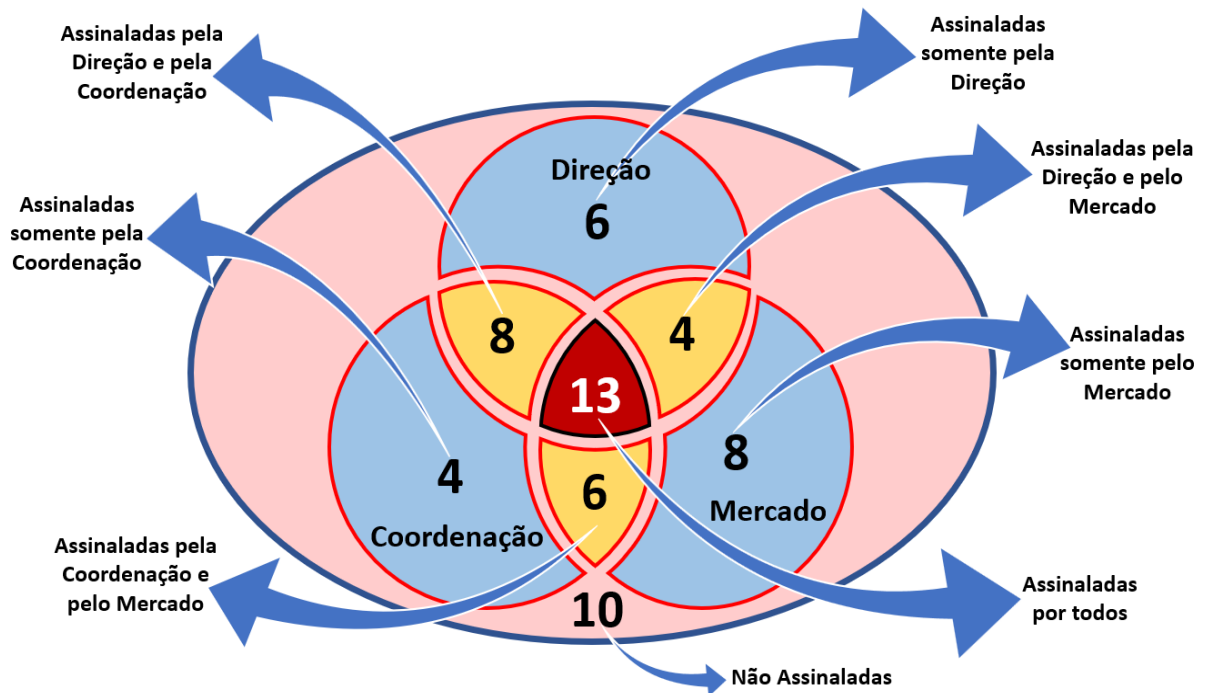 Assinaladas pela
Direção e pela
Coordenação
Assinaladas
somente pela
Direção
Assinaladas pela
Direção e pelo
Mercado
Assinaladas
somente pela
Coordenação
Direção
6
8
4
13
Assinaladas
somente pelo
Mercado
4
Coordenação
6
8
Mercado
Assinaladas pela
Coordenação e
pelo Mercado
10
Assinaladas
por todos
Não Assinaladas